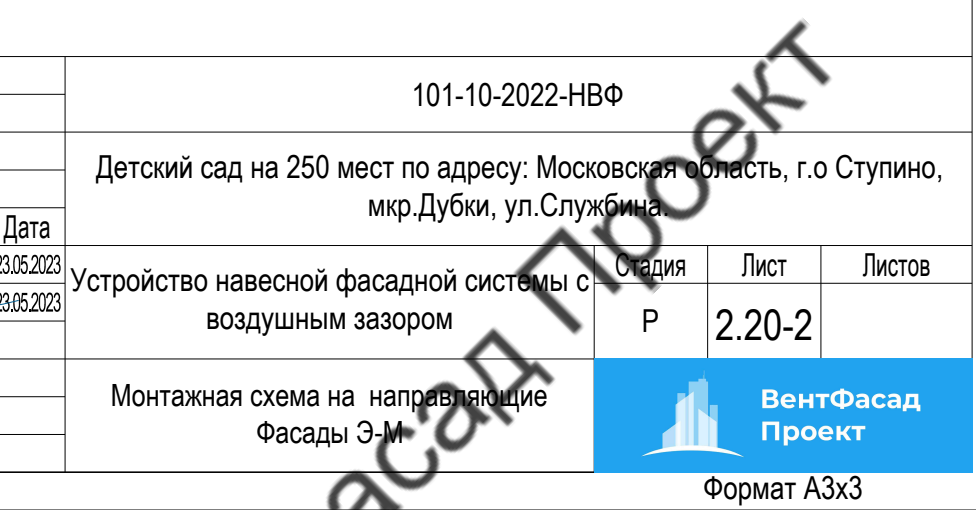 101-10-2022-НВФ
Детский сад на 250 мест по адресу: Московская область, г.о Ступино,
мкр.Дубки, ул.Службина.
Дата
23.05.2023
23.05.2023
Устройство навесной фасадной системы с
воздушным зазором
Стадия
Лист
Листов
Р
2.20-2
Монтажная схема на направляющие
Фасады Э-М
ВентФасад
Проект
Формат А3х3
асад Проект